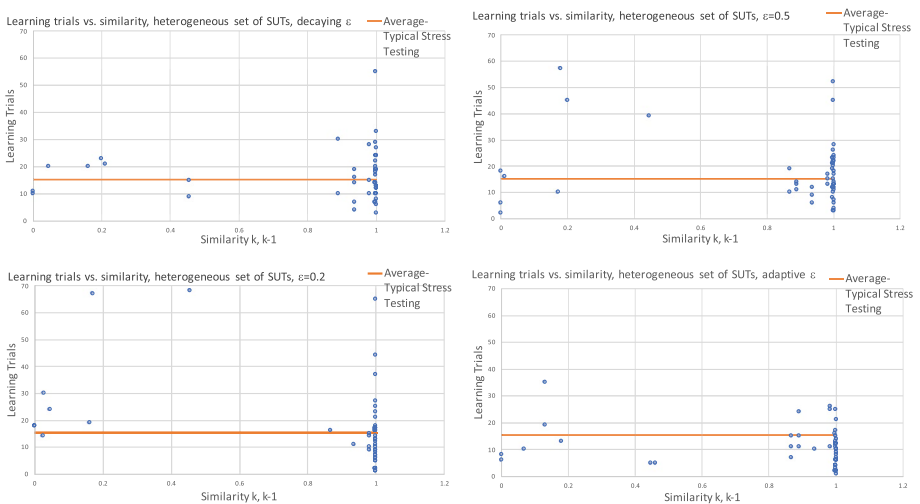 Learning trials vs. similarity, heterogeneous set of SUTs, decaying ε
Average-
Typical Stress
Testing
70
60
50
40
30
20
10
0
Learning Trials
0 0.2 0.4 0.6 0.8 1 1.2
Similarity k, k-1
Learning trials vs. similarity, heterogeneous set of SUTs, ε=0.5
Average-
Typical Stress
Testing
70
60
50
40
30
20
10
0
Learning Trials
0 0.2 0.4 0.6 0.8 1 1.2
Similarity k, k-1
Learning trials vs. similarity, heterogeneous set of SUTs, ε=0.2
Average-
Typical Stress
Testing
70
60
50
40
30
20
10
0
Learning Trials
0 0.2 0.4 0.6 0.8 1 1.2
Similarity k, k-1
Learning trials vs. similarity, heterogeneous set of SUTs, adaptive ε
Average-
Typical Stress
Testing
70
60
50
40
30
20
10
0
Learning Trials
0 0.2 0.4 0.6 0.8 1 1.2
Similarity k, k-1